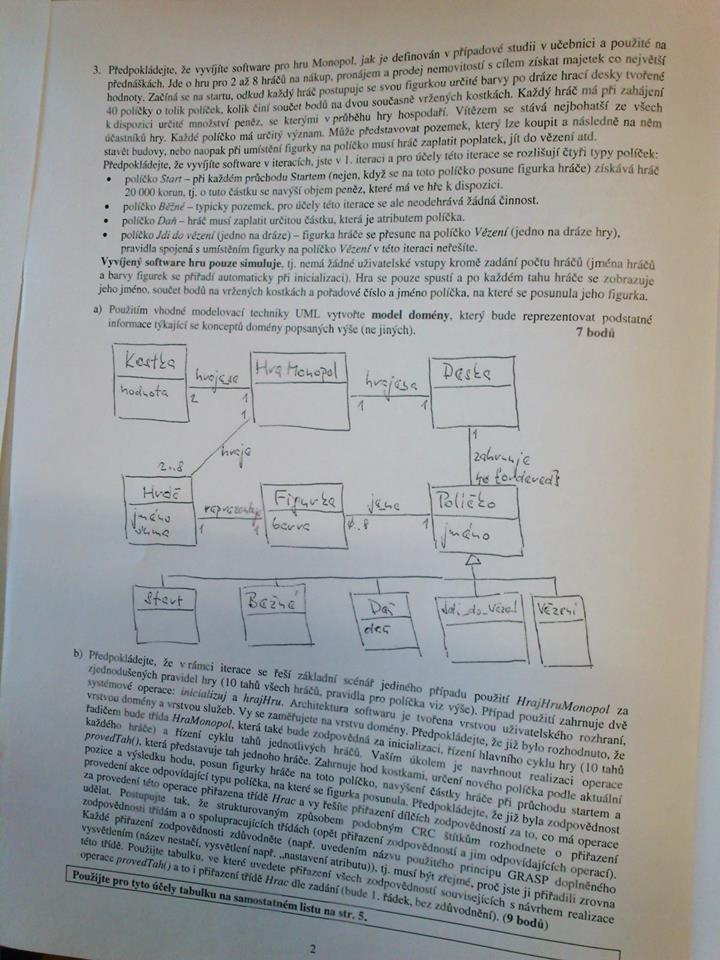 3. Předpokládejte, že vyvíjíte software pro hru Monopol, jak je definován v případové studii v učebnici a použité na
přednáškách. Jde o hru pro 2 až 8 hráčů na nákup, pronájem a prodej nemovitostí s cílem získat majetek co největší
hodnoty. Začíná se na startu, odkud každý hráč postupuje se svou figurkou určité barvy po dráze hrací desky tvořené
40 políčky o tolik políček, kolik činí součet bodů na dvou současně vržených kostkách. Každý hráč má při zahájení
k dispozici určité množství peněz, se kterými v průběhu hry hospodaří. Vítězem se stává nejbohatší ze všech
účastníků hry. Každé políčko má určitý význam. Může představovat pozemek, který lze koupit a následně na něm
stavět budovy, nebo naopak při umístění figurky na políčko musí hráč zaplatit poplatek, jít do vězení atd.
Předpokládejte, že vyvíjíte software v iteracích, jste v 1. iteraci a pro účely této iterace se rozlišují čtyři typy políček:
• políčko Start – při každém průchodu Startem (nejen, když se na toto políčko posune figurka hráče) získává hráč
20 000 korun, tj. o tuto částku se navýší objem peněz, které má ve hře k dispozici.
• políčko Běžné – typicky pozemek, pro účely této iterace se ale neodehrává žádná činnost.
• políčko Daň – hráč musí zaplatit určitou částku, která je atributem políčka.
• políčko Jdi do vězení (jedno na dráze) – figurka hráče se přesune na políčko Vězení (jedno na dráze hry),
pravidla spojená s umístěním figurky na políčko Vězení v této iteraci neřešíte.
Vyvíjený software hru pouze simuluje, tj. nemá žádné uživatelské vstupy kromě zadání počtu hráčů (jména hráčů
a barvy figurek se přiřadí automaticky při inicializaci). Hra se pouze spustí a po každém tahu hráče se zobrazuje
jeho jméno, součet bodů na vržených kostkách a pořadové číslo a jméno políčka, na které se posunula jeho figurka.
a) Použitím vhodné modelovací techniky UML vytvořte model domény, který bude reprezentovat podstatné
informace týkající se konceptů domény popsaných výše (ne jiných). 7 bodů
Kostka
hodnota
hrajese
2 1
HraMonopol
hrajese
1 1
Deska
1
hraje
2..8
1
zahrnuje
40
Hráč
jméno
suma
reprezentuje
1 1
Figurka
barva
jena
0..8 1
Políčko
jméno
Start
Běžné
Daň
daň
Jdi_do_Vězení
Vězení
b) Předpokládejte, že v rámci iterace se řeší základní scénář jediného případu použití HrajHruMonopol za
zjednodušených pravidel hry (10 tahů všech hráčů, pravidla pro políčka viz výše). Případ použití zahrnuje dvě
systémové operace: inicializuj a hrajHru. Architektura softwaru je tvořena vrstvou uživatelského rozhraní,
vrstvou domény a vrstvou služeb. Vy se zaměřujete na vrstvu domény. Předpokládejte, že již bylo rozhodnuto, že
řadičem bude třída HraMonopol, která také bude zodpovědná za inicializaci, řízení hlavního cyklu hry (10 tahů
každého hráče) a řízení cyklu tahů jednotlivých hráčů. Vaším úkolem je navrhnout realizaci operace
provedTah(), která představuje tah jednoho hráče. Zahrnuje hod kostkami, určení nového políčka podle aktuální
pozice a výsledku hodu, posun figurky hráče na toto políčko, navýšení částky hráče při průchodu startem a
provedení akce odpovídající typu políčka, na které se figurka posunula. Předpokládejte, že již byla zodpovědnost
za provedení této operace přiřazena třídě Hrac a vy řešíte přiřazení dílčích zodpovědností za to, co má operace
udělat. Postupujte tak, že strukturovaným způsobem podobným CRC štítkům rozhodnete o přiřazení
zodpovědností třídám a o spolupracujících třídách (opět přiřazení zodpovědností a jim odpovídajících operací).
Každé přiřazení zodpovědnosti zdůvodněte (např. uvedením názvu použitého principu GRASP doplněného
vysvětlením (název nestačí, vysvětlení např. „nastavení atributu)), tj. musí být zřejmé, proč jste ji přiřadili zrovna
této třídě. Použijte tabulku, ve které uvedete přiřazení všech zodpovědností souvisejících s návrhem realizace
operace provedTah() a to i přiřazení třídě Hrac dle zadání (bude 1. řádek, bez zdůvodnění). (9 bodů)
Použijte pro tyto účely tabulku na samostatném listu na str. 5.
2